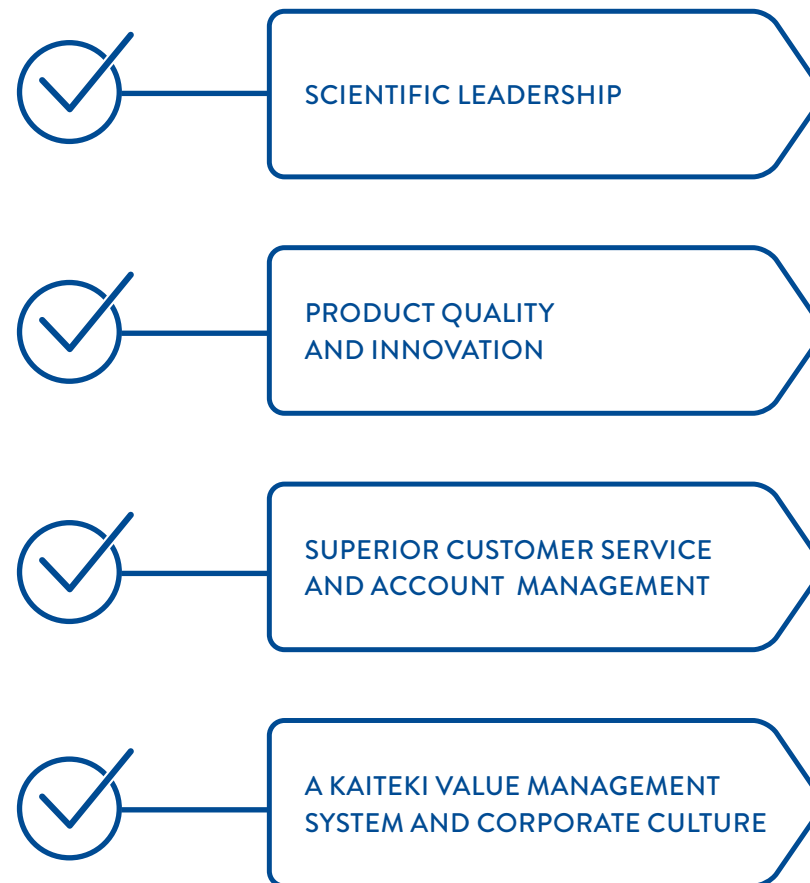 SCIENTIFIC LEADERSHIP
PRODUCT QUALITY
AND INNOVATION
SUPERIOR CUSTOMER SERVICE
AND ACCOUNT  MANAGEMENT
A KAITEKI VALUE MANAGEMENT
SYSTEM AND CORPORATE CULTURE